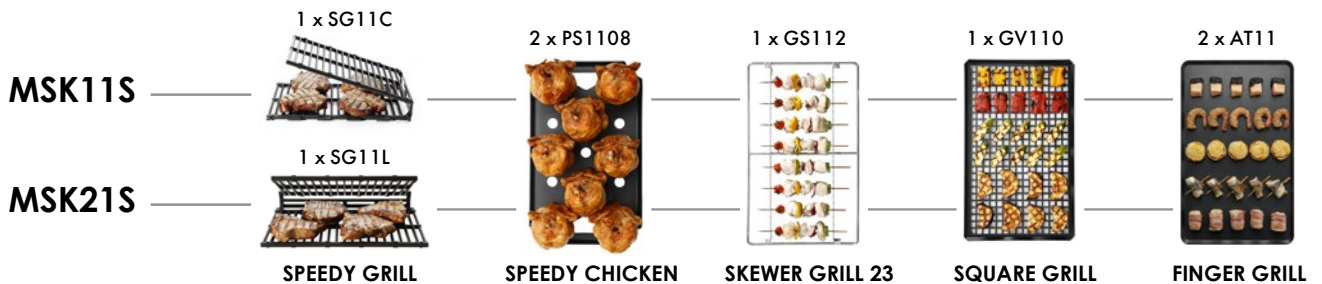 1 x SG11C
2 x PS1108
1 x GS112
1 x GV110
2 x AT11
MSK11S
1 x SG11L
MSK21S
SPEEDY GRILL
SPEEDY CHICKEN
SKEWER GRILL 23
SQUARE GRILL
FINGER GRILL